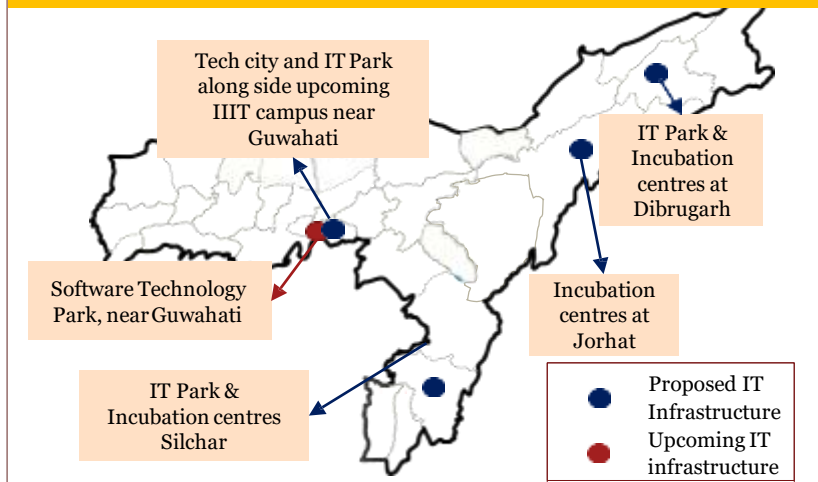 Tech city and IT Park
along side upcoming
IIIT campus near
Guwahati
IT Park &
Incubation
centres at
Dibrugarh
Software Technology
Park, near Guwahati
Incubation
centres at
Jorhat
IT Park &
Incubation centres
Silchar
Proposed IT
Infrastructure
Upcoming IT
infrastructure